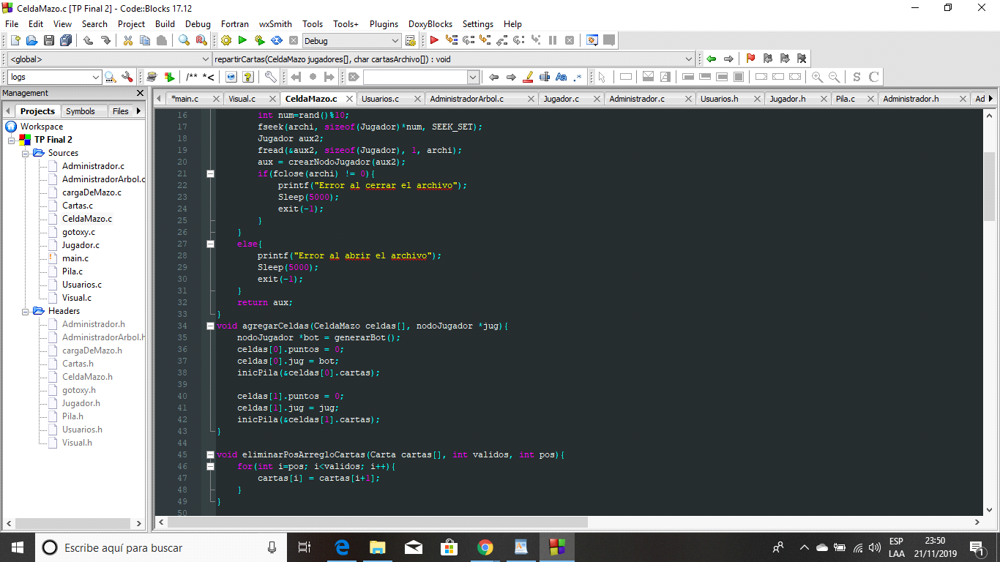 CeldaMazo.c [TP Final 2] - Code::Blocks 17.12
File Edit View Search Project Build Debug Fortran wxSmith Tools Tools+ Plugins DoxyBlocks Settings Help
Debug
<global> repartirCartas(CeldaMazo jugadores[], char cartasArchivo[]) : void
logs /** *< Aa .* S C
Management
Projects Symbols Files
*main.c Visual.c CeldaMazo.c Usuarios.c AdministradorArbol.c Jugador.c Administrador.c Usuarios.h Jugador.h Pila.c Administrador.h Ad
Workspace
TP Final 2
Sources
Administrador.c
AdministradorArbol.c
cargaDeMazo.c
Cartas.c
CeldaMazo.c
gotoxy.c
Jugador.c
main.c
Pila.c
Usuarios.c
Visual.c
Headers
Administrador.h
AdministradorArbol.h
cargaDeMazo.h
Cartas.h
CeldaMazo.h
gotoxy.h
Jugador.h
Pila.h
Usuarios.h
Visual.h
16 int num=rand()%10;
17 fseek(archi, sizeof(Jugador)*num, SEEK_SET);
18 Jugador aux2;
19 fread(&aux2, sizeof(Jugador), 1, archi);
20 aux = crearNodoJugador(aux2);
21 if(fclose(archi) != 0){
22 printf("Error al cerrar el archivo");
23 Sleep(5000);
24 exit(-1);
25 }
26 }
27 else{
28 printf("Error al abrir el archivo");
29 Sleep(5000);
30 exit(-1);
31 }
32 return aux;
33 }
34 void agregarCeldas(CeldaMazo celdas[], nodoJugador *jug){
35 nodoJugador *bot = generarBot();
36 celdas[0].puntos = 0;
37 celdas[0].jug = bot;
38 inicPila(&celdas[0].cartas);
39
40 celdas[1].puntos = 0;
41 celdas[1].jug = jug;
42 inicPila(&celdas[1].cartas);
43 }
44
45 void eliminarPosArregloCartas(Carta cartas[], int validos, int pos){
46 for(int i=pos; i<validos; i++){
47 cartas[i] = cartas[i+1];
48 }
49 }
50
Escribe aquí para buscar
ESP
LAA
23:50
21/11/2019
1